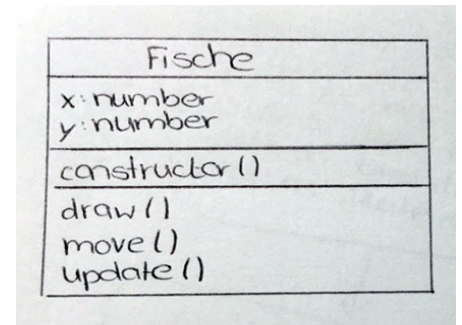 Fische
x: number
y: number
constructor()
draw()
move()
update()